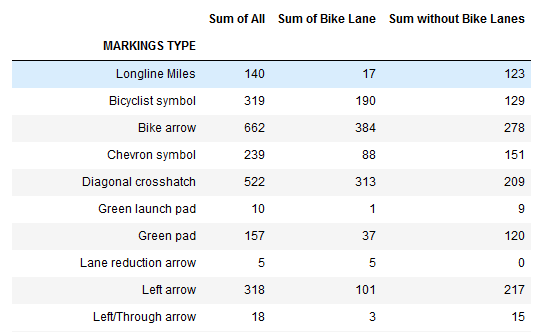 Sum of All Sum of Bike Lane Sum without Bike Lanes
MARKINGS TYPE
Longline Miles 140 17 123
Bicyclist symbol 319 190 129
Bike arrow 662 384 278
Chevron symbol 239 88 151
Diagonal crosshatch 522 313 209
Green launch pad 10 1 9
Green pad 157 37 120
Lane reduction arrow 5 5 0
Left arrow 318 101 217
Left/Through arrow 18 3 15